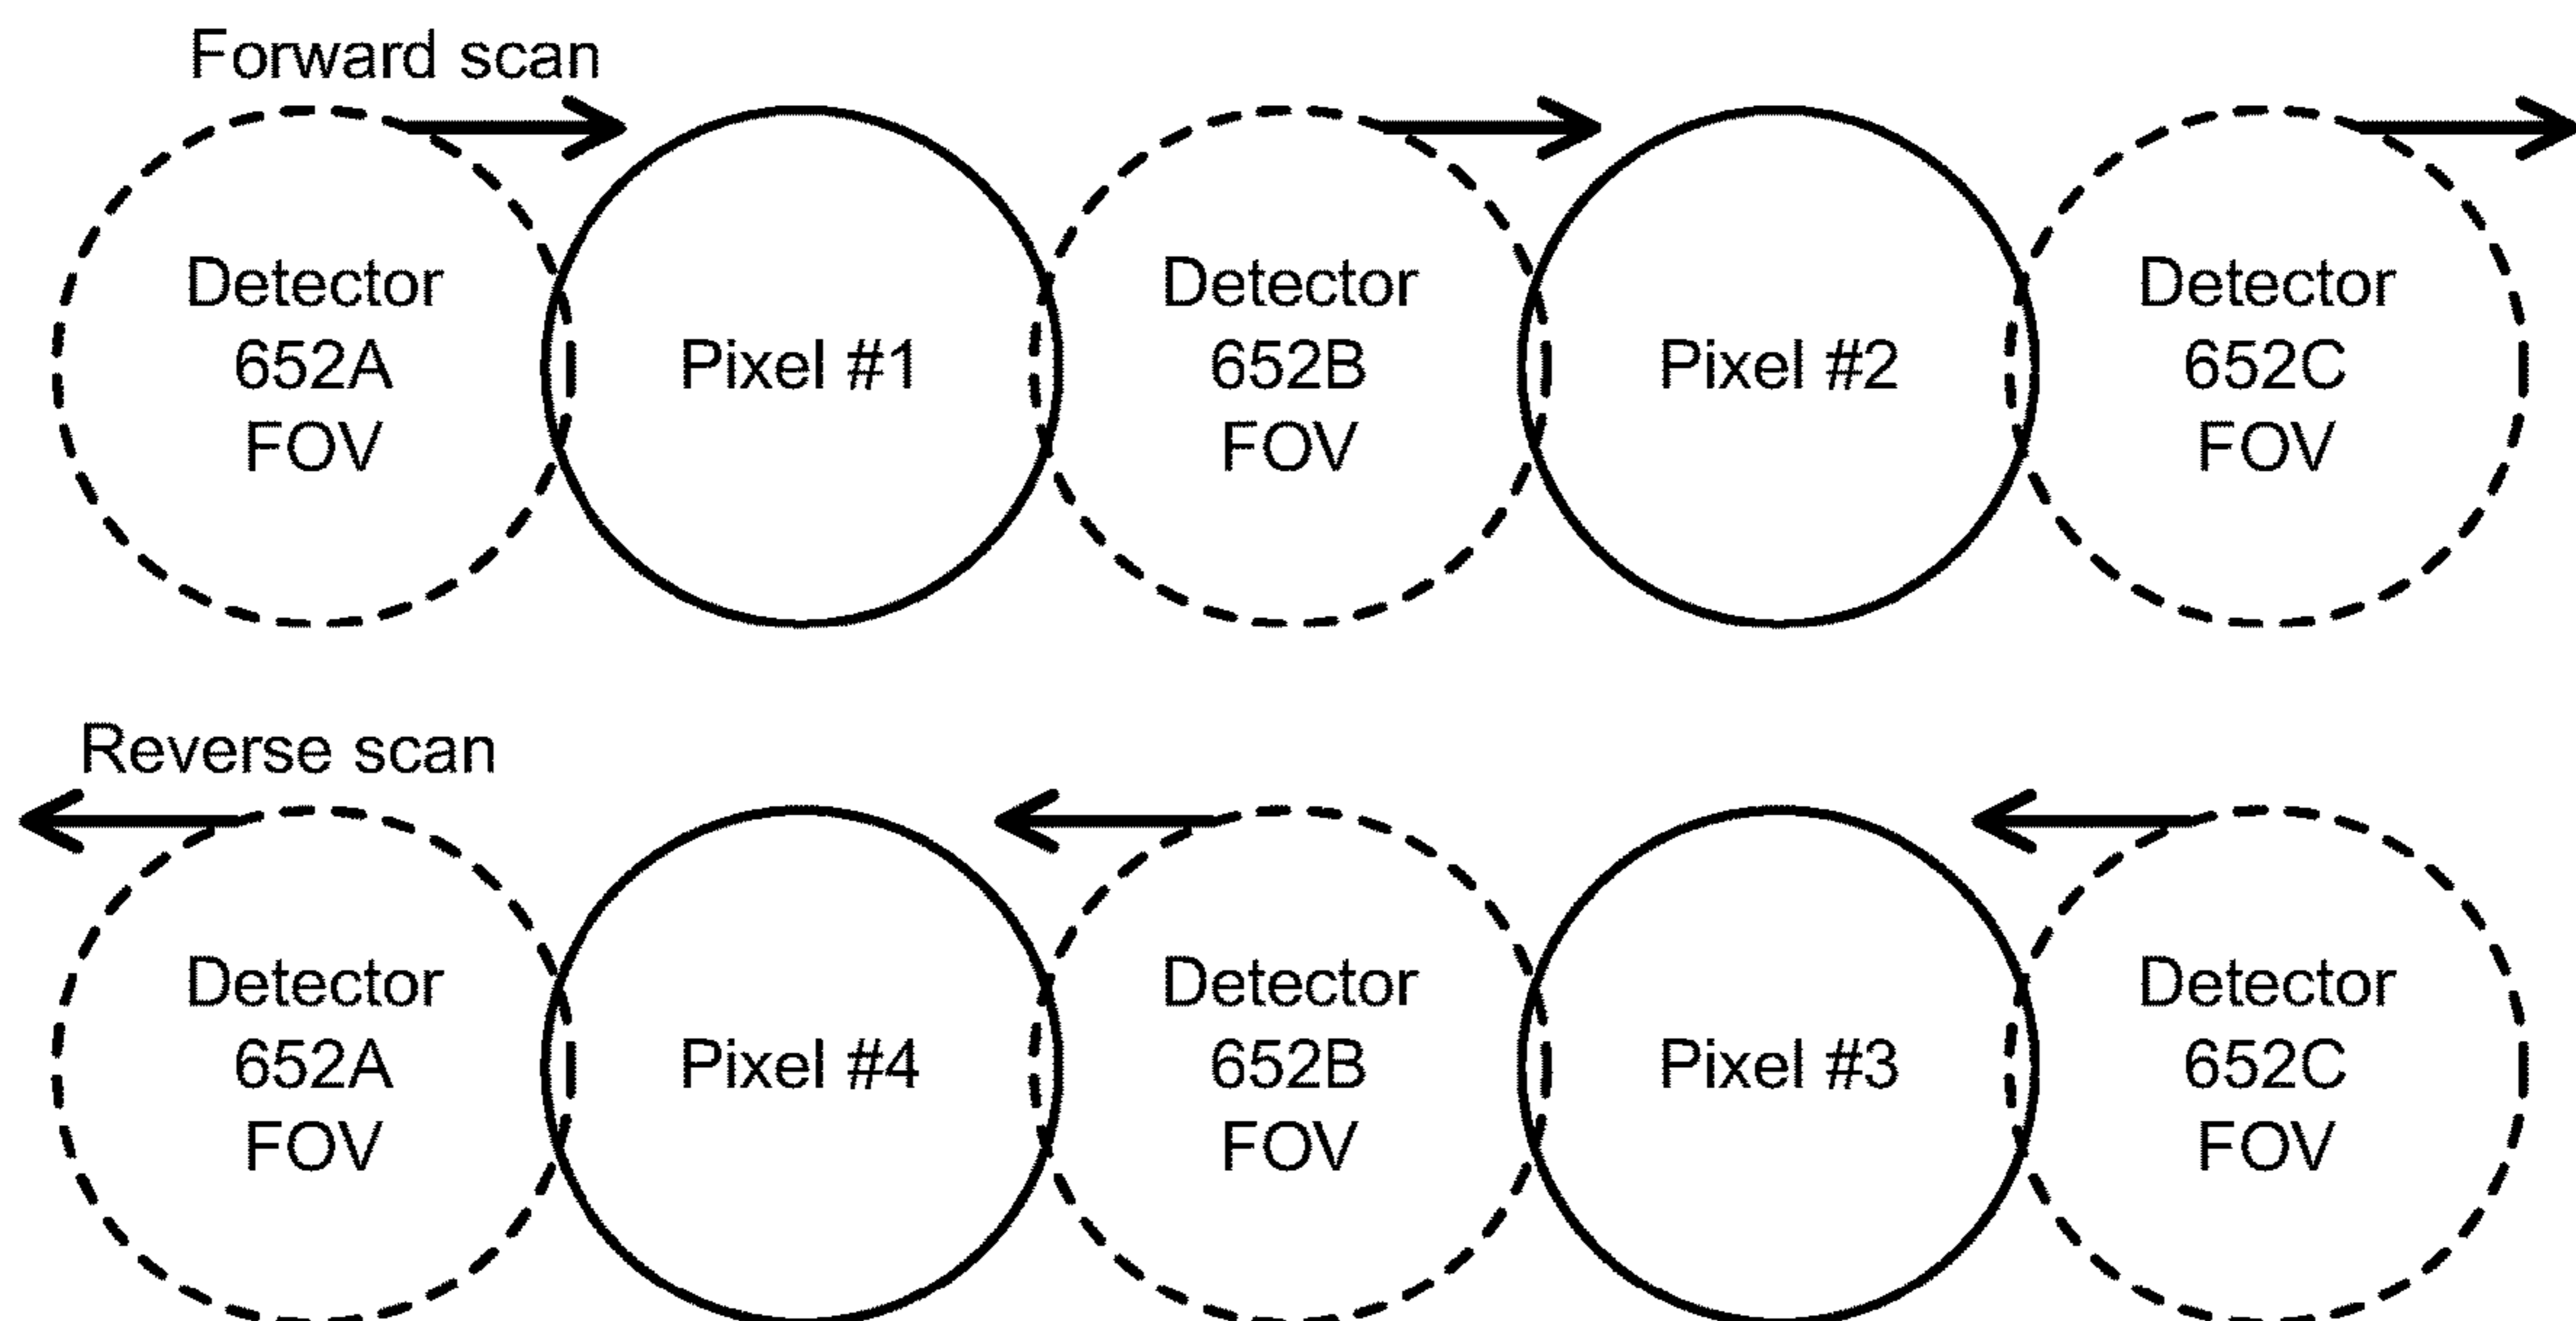 Forward scan
Detector
652A
FOV
Pixel #1
Detector
652B
FOV
Pixel #2
Detector
652C
FOV
Reverse scan
Detector
652A
FOV
Pixel #4
Detector
652B
FOV
Pixel #3
Detector
652C
FOV